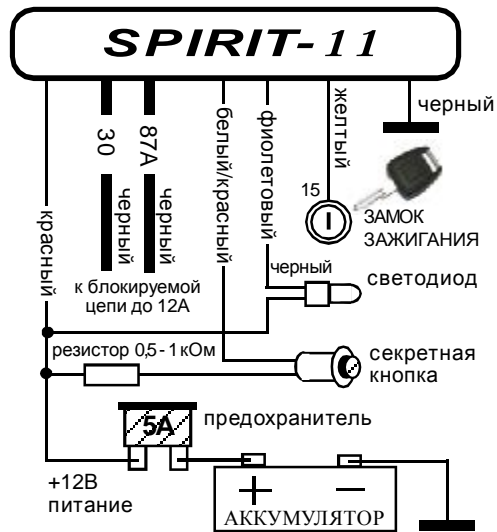 SPIRIT-11
красный
30
черный
87А
черный
белый/красный
фиолетовый
желтый
черный
15
ЗАМОК
ЗАЖИГАНИЯ
к блокируемой
цепи до 12А
черный
светодиод
резистор 0,5 - 1 кОм
секретная
кнопка
5А
предохранитель
+12В
питание
+
−
АККУМУЛЯТОР